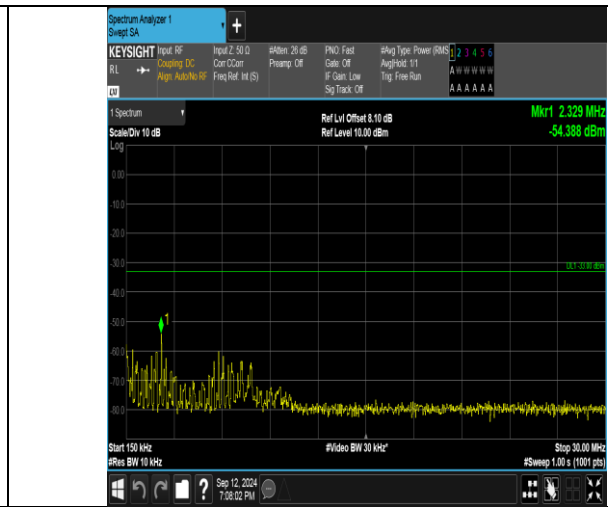 Spectrum Analyzer 1
Swept SA
+
KEYSIGHT
RL
Input: RF
Coupling: DC
Align: Auto/No RF
Input Z: 50 Ω
Corr CCorr
Freq Ref: Int (S)
#Atten: 26 dB
Preamp: Off
PNO: Fast
Gate: Off
IF Gain: Low
Sig Track: Off
#Avg Type: Power (RMS
Avg|Hold: 1/1
Trig: Free Run
1 2 3 4 5 6
A W W W W W
A A A A A A
1 Spectrum
Scale/Div 10 dB
Log
Ref Lvl Offset 8.10 dB
Ref Level 10.00 dBm
Mkr1 2.329 MHz
-54.388 dBm
0.00
-10.0
-20.0
-30.0
DL1 -33.00 dBm
-40.0
-50.0
1
-60.0
-70.0
-80.0
Start 150 kHz
#Res BW 10 kHz
#Video BW 30 kHz*
Stop 30.00 MHz
#Sweep 1.00 s (1001 pts)
?
Sep 12, 2024
7:08:02 PM